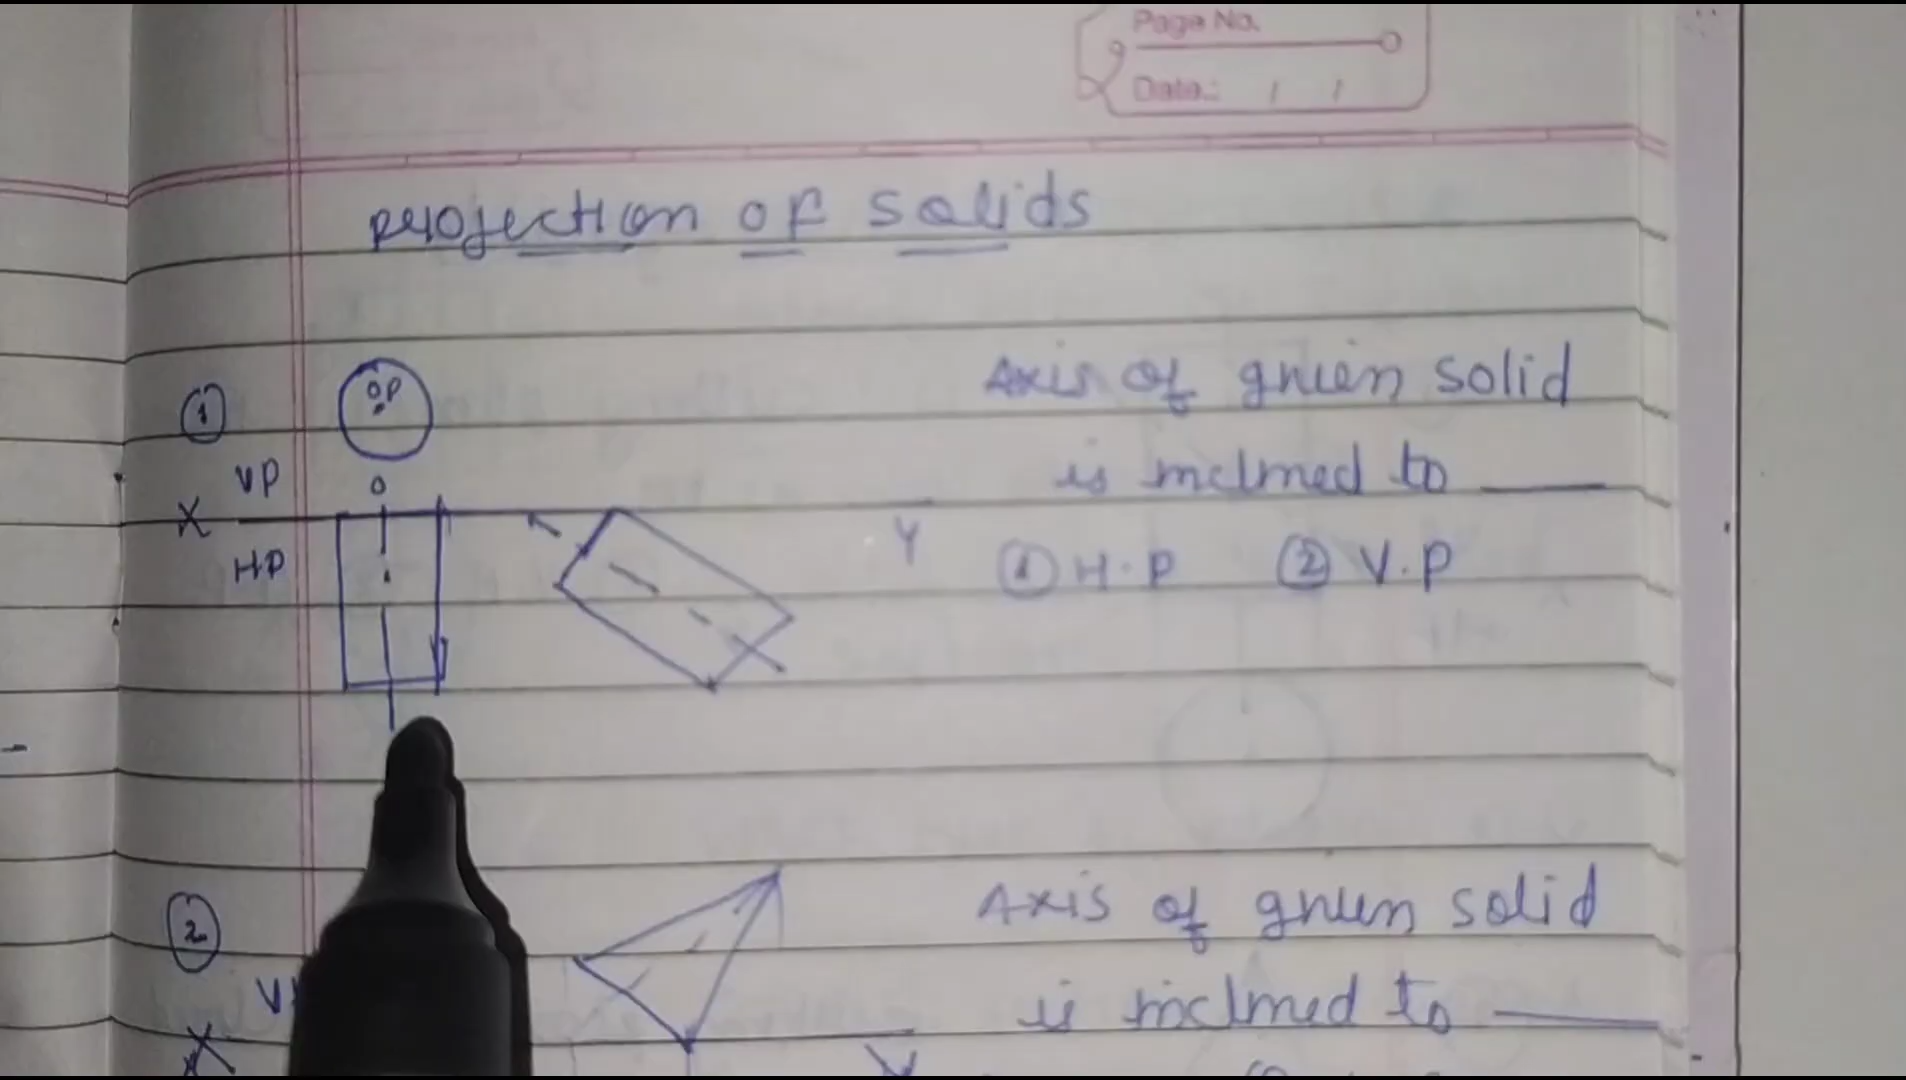 Page No.
Date.: / /
Projection of solids
① OP
Axis of given solid
VP O
is inclined to ____
X Y
HP
① H.P ② V.P
②
Axis of given solid
is inclined to ____
X Y